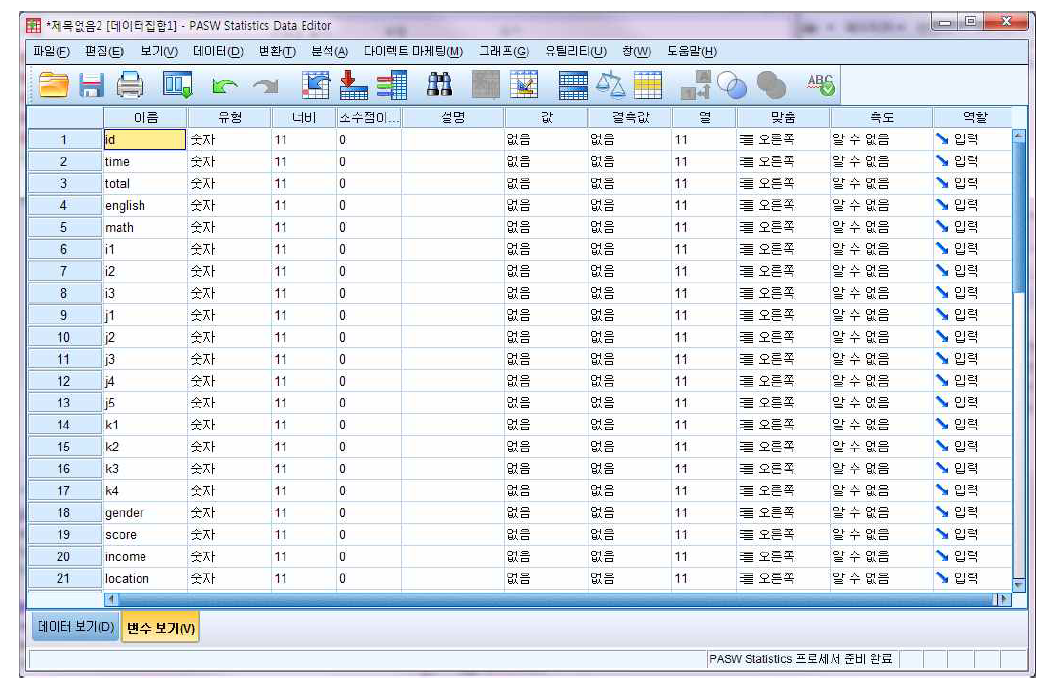 *제목없음2 [데이터집합1] - PASW Statistics Data Editor
파일(F) 편집(E) 보기(V) 데이터(D) 변환(T) 분석(A) 다이렉트 마케팅(M) 그래프(G) 유틸리티(U) 창(W) 도움말(H)
이름 유형 너비 소수점이... 설명 값 결측값 열 맞춤 측도 역할
1 id 숫자 11 0 없음 없음 11 오른쪽 알 수 없음 입력
2 time 숫자 11 0 없음 없음 11 오른쪽 알 수 없음 입력
3 total 숫자 11 0 없음 없음 11 오른쪽 알 수 없음 입력
4 english 숫자 11 0 없음 없음 11 오른쪽 알 수 없음 입력
5 math 숫자 11 0 없음 없음 11 오른쪽 알 수 없음 입력
6 i1 숫자 11 0 없음 없음 11 오른쪽 알 수 없음 입력
7 i2 숫자 11 0 없음 없음 11 오른쪽 알 수 없음 입력
8 i3 숫자 11 0 없음 없음 11 오른쪽 알 수 없음 입력
9 j1 숫자 11 0 없음 없음 11 오른쪽 알 수 없음 입력
10 j2 숫자 11 0 없음 없음 11 오른쪽 알 수 없음 입력
11 j3 숫자 11 0 없음 없음 11 오른쪽 알 수 없음 입력
12 j4 숫자 11 0 없음 없음 11 오른쪽 알 수 없음 입력
13 j5 숫자 11 0 없음 없음 11 오른쪽 알 수 없음 입력
14 k1 숫자 11 0 없음 없음 11 오른쪽 알 수 없음 입력
15 k2 숫자 11 0 없음 없음 11 오른쪽 알 수 없음 입력
16 k3 숫자 11 0 없음 없음 11 오른쪽 알 수 없음 입력
17 k4 숫자 11 0 없음 없음 11 오른쪽 알 수 없음 입력
18 gender 숫자 11 0 없음 없음 11 오른쪽 알 수 없음 입력
19 score 숫자 11 0 없음 없음 11 오른쪽 알 수 없음 입력
20 income 숫자 11 0 없음 없음 11 오른쪽 알 수 없음 입력
21 location 숫자 11 0 없음 없음 11 오른쪽 알 수 없음 입력
데이터 보기(D) 변수 보기(V)
PASW Statistics 프로세서 준비 완료